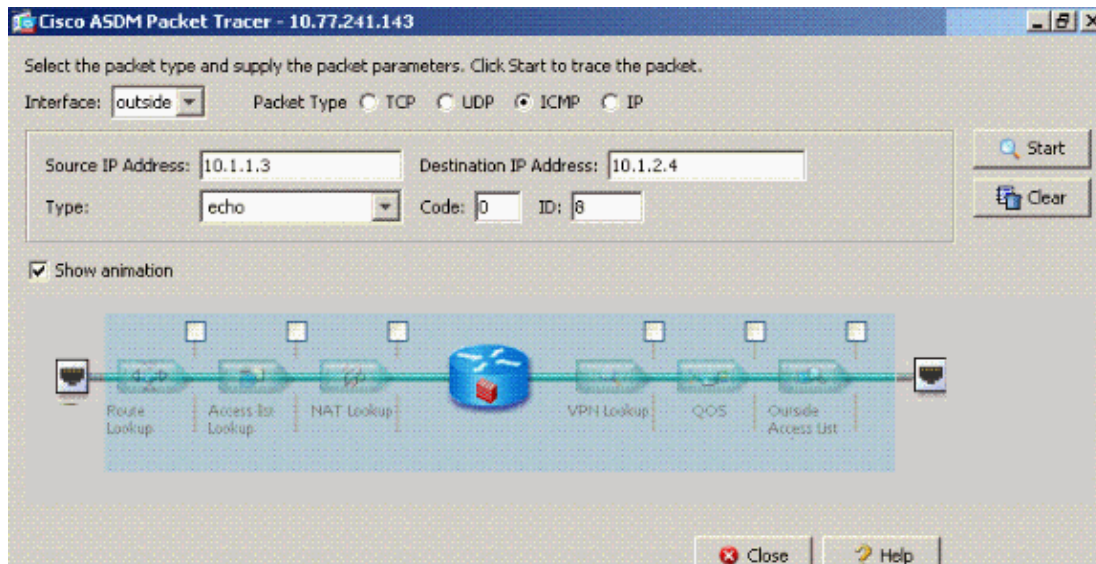 Cisco ASDM Packet Tracer - 10.77.241.143
Select the packet type and supply the packet parameters. Click Start to trace the packet.
Interface: outside Packet Type TCP UDP ICMP IP
Source IP Address: 10.1.1.3 Destination IP Address: 10.1.2.4
Start
Type: echo Code: 0 ID: 8
Clear
Show animation
Route Lookup
Access list Lookup
NAT Lookup
VPN Lookup
QOS
Outside Access List
Close
Help